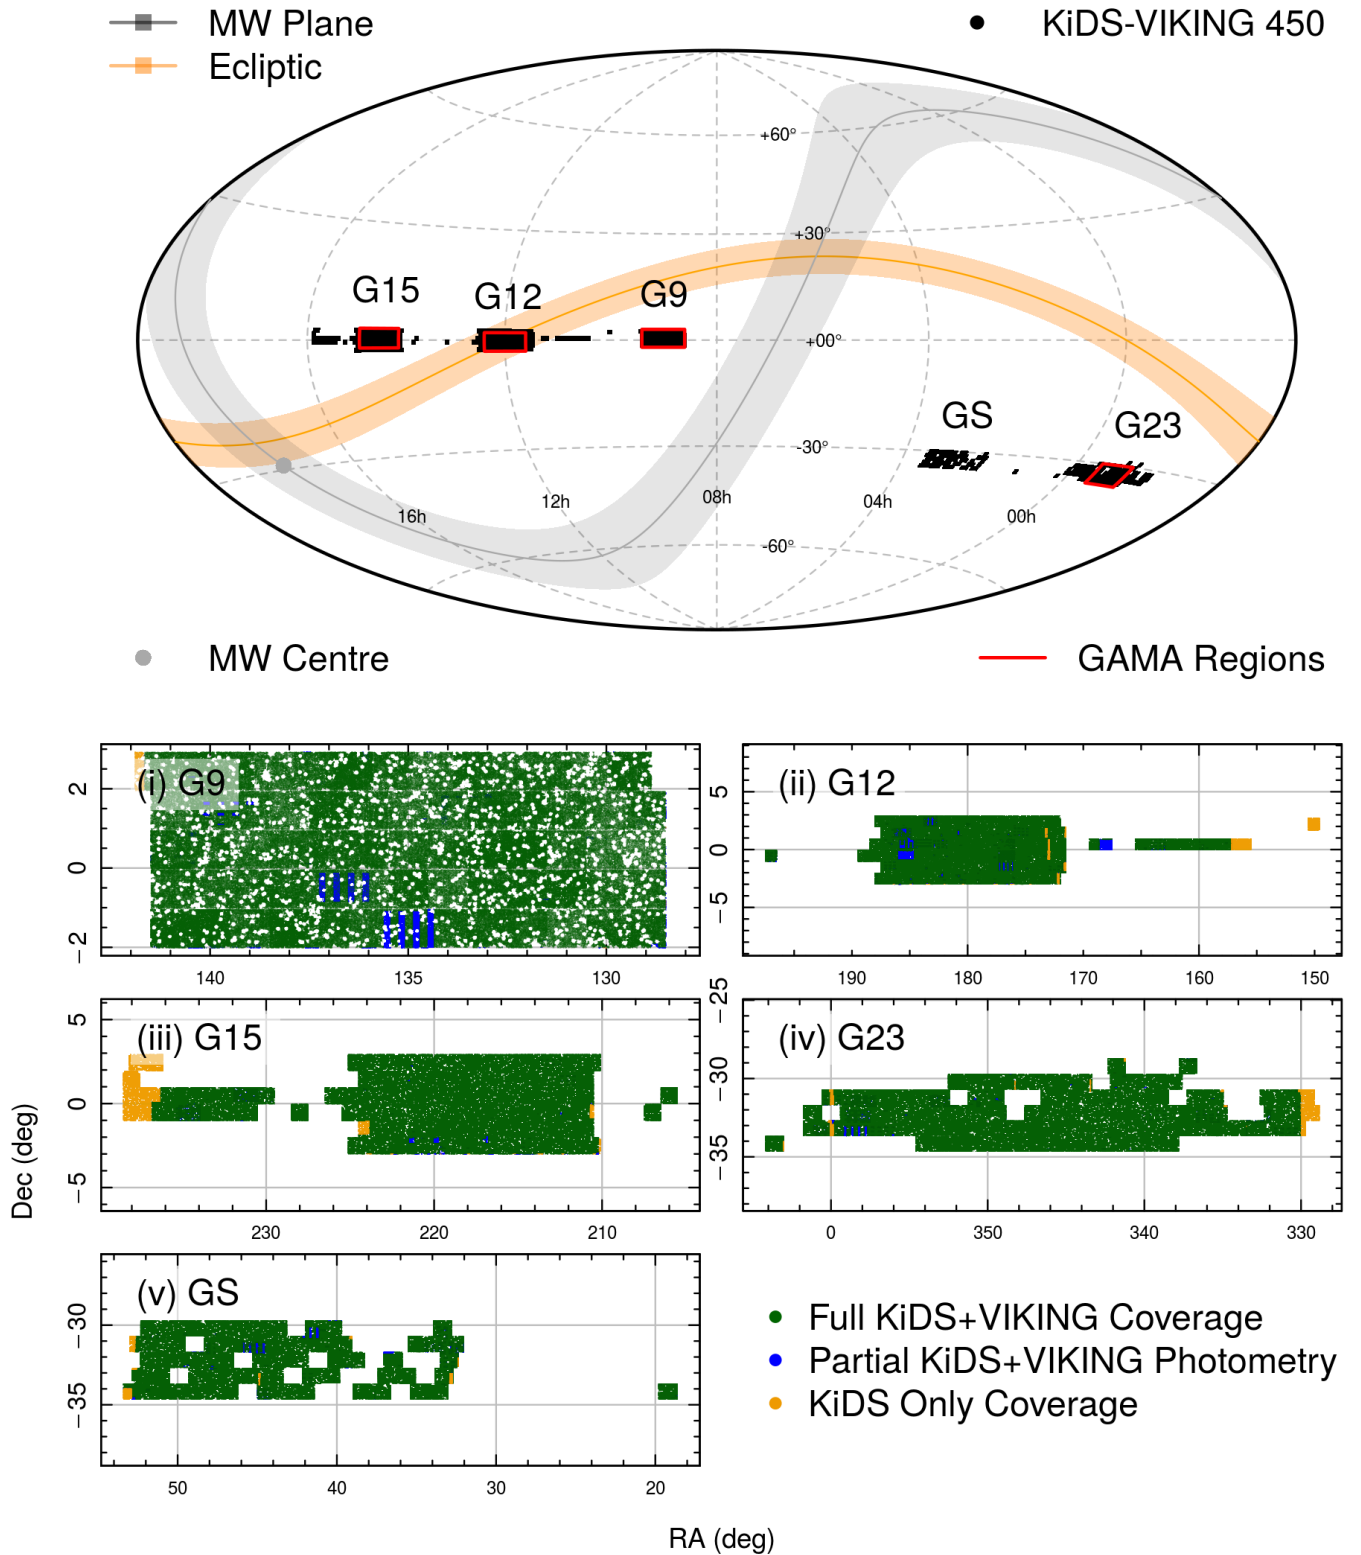 MW Plane
KiDS-VIKING 450
Ecliptic
+60°
+30°
G15
G12
G9
+00°
GS
G23
-30°
16h
12h
08h
04h
00h
-60°
MW Centre
GAMA Regions
(i) G9
2
0
−2
140
135
130
(ii) G12
5
0
−5
190
180
170
160
150
(iii) G15
5
0
−5
230
220
210
(iv) G23
−25
−30
−35
0
350
340
330
Dec (deg)
(v) GS
−30
−35
50
40
30
20
Full KiDS+VIKING Coverage
Partial KiDS+VIKING Photometry
KiDS Only Coverage
RA (deg)